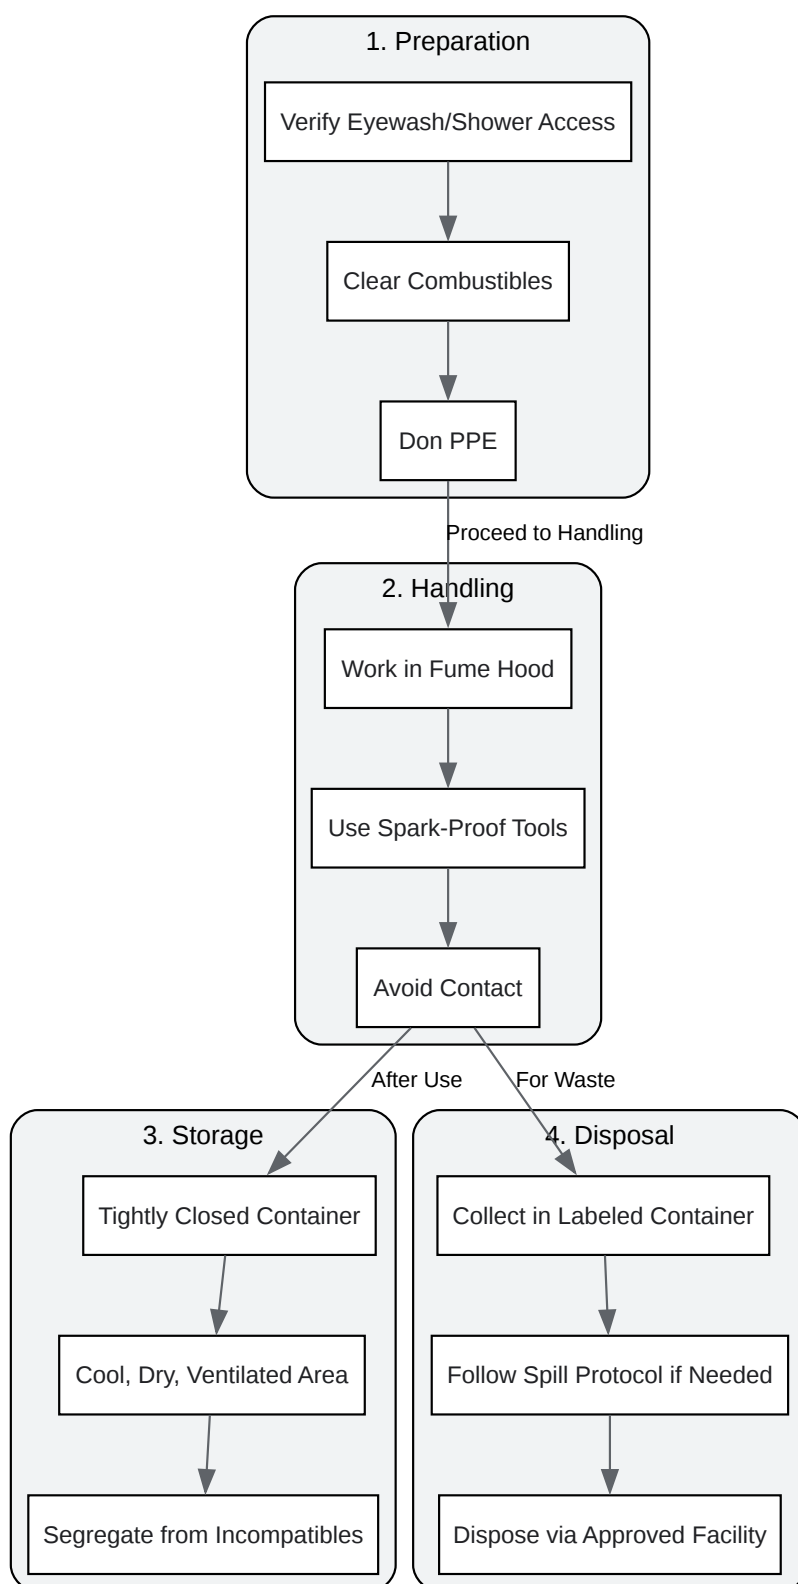 1. Preparation
Verify Eyewash/Shower Access
Clear Combustibles
Don PPE
Proceed to Handling
2. Handling
Work in Fume Hood
Use Spark-Proof Tools
Avoid Contact
After Use
For Waste
3. Storage
Tightly Closed Container
Cool, Dry, Ventilated Area
Segregate from Incompatibles
4. Disposal
Collect in Labeled Container
Follow Spill Protocol if Needed
Dispose via Approved Facility